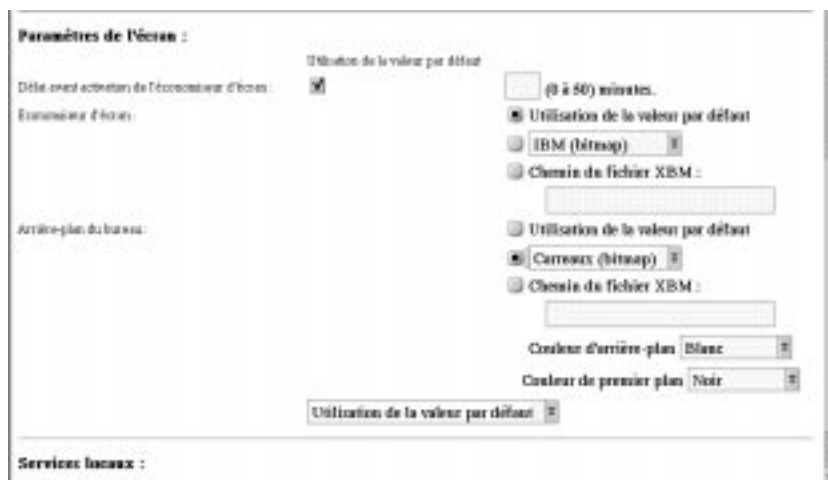 Paramètres de l'écran :
Utilisation de la valeur par défaut
Délai avant activation de l'économiseur d'écran :
(0 à 50) minutes.
Economiseur d'écran :
Utilisation de la valeur par défaut
IBM (bitmap)
Chemin du fichier XBM :
Arrière-plan du bureau :
Utilisation de la valeur par défaut
Carreaux (bitmap)
Chemin du fichier XBM :
Couleur d'arrière-plan Blanc
Couleur de premier plan Noir
Utilisation de la valeur par défaut
Services locaux :